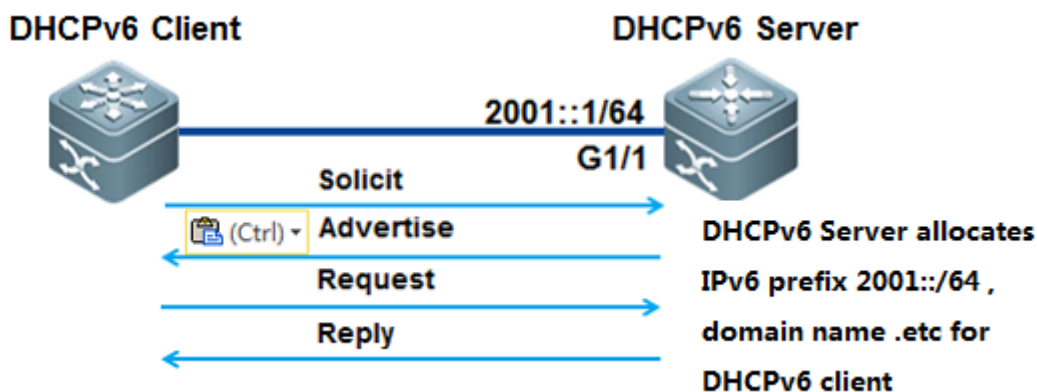 DHCPv6 Client
DHCPv6 Server
2001::1/64
G1/1
Solicit
(Ctrl)
Advertise
Request
Reply
DHCPv6 Server allocates
IPv6 prefix 2001::/64 ,
domain name .etc for
DHCPv6 client